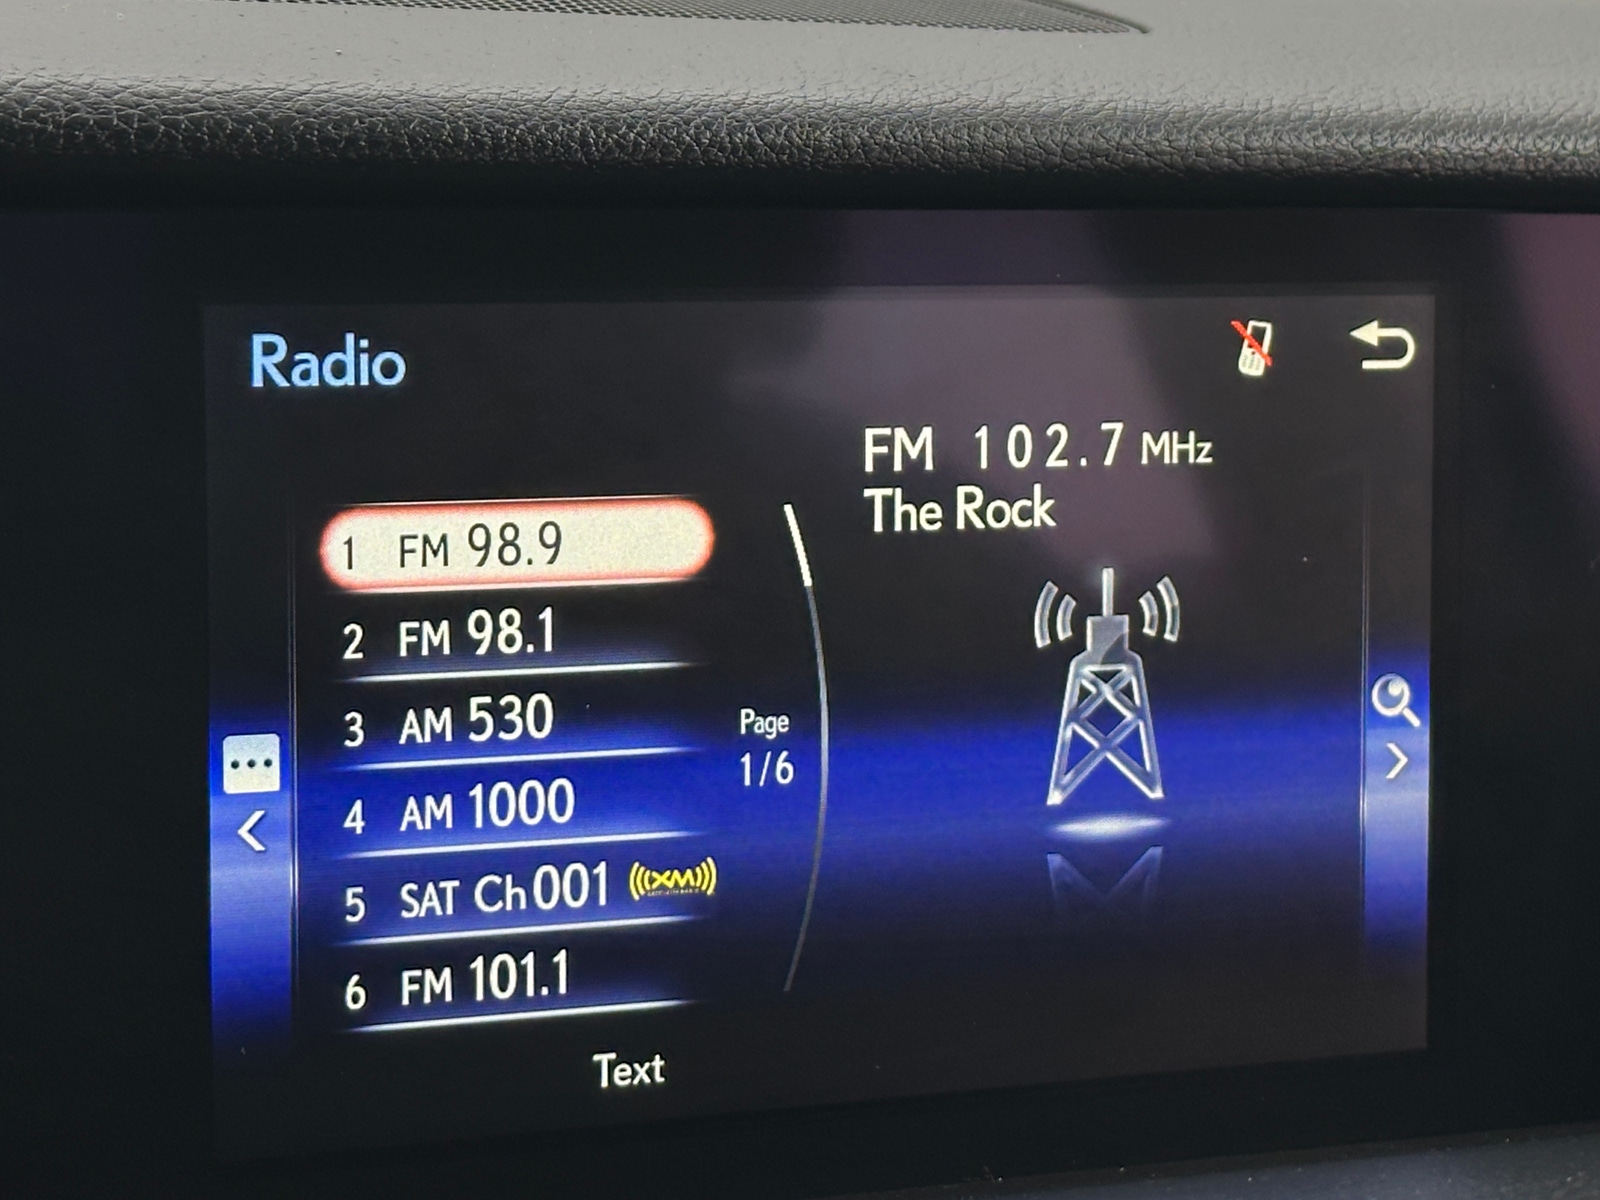 Radio
FM 102.7 MHz
The Rock
1 FM 98.9
2 FM 98.1
3 AM 530
4 AM 1000
5 SAT Ch 001 XM
6 FM 101.1
Page
1/6
Text